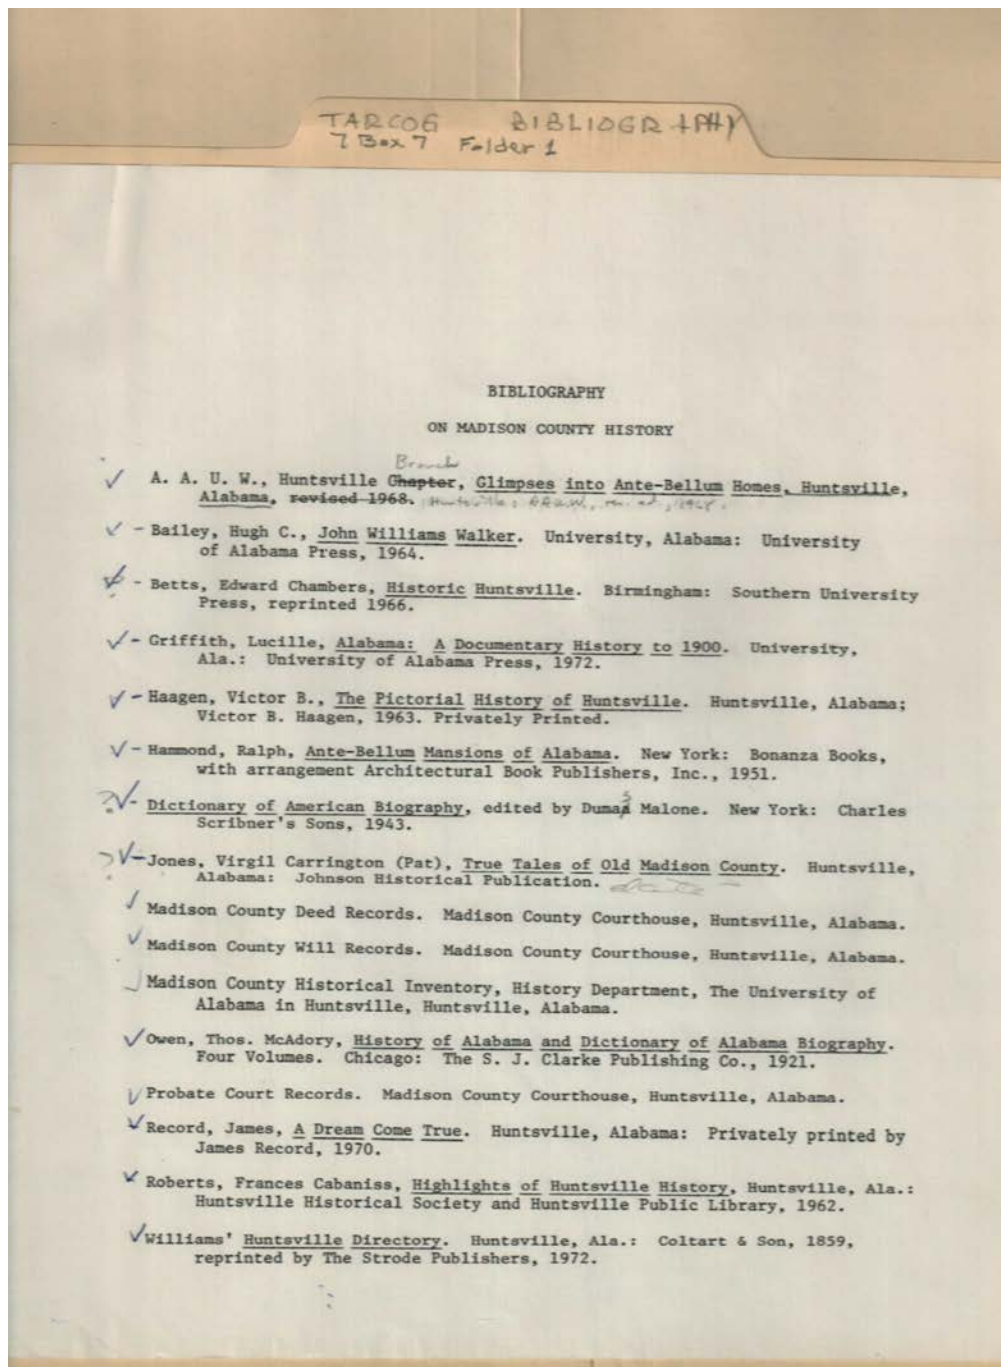 TARCOG BIBLIOGRAPHY
7 Box 7 Folder 1
BIBLIOGRAPHY
ON MADISON COUNTY HISTORY
Branch
A. A. U. W., Huntsville Chapter, Glimpses into Ante-Bellum Homes, Huntsville,
Alabama, revised 1968. Huntsville: AAUW, rev. ed., 1968.
- Bailey, Hugh C., John Williams Walker. University, Alabama: University
of Alabama Press, 1964.
- Betts, Edward Chambers, Historic Huntsville. Birmingham: Southern University
Press, reprinted 1966.
- Griffith, Lucille, Alabama: A Documentary History to 1900. University,
Ala.: University of Alabama Press, 1972.
- Haagen, Victor B., The Pictorial History of Huntsville. Huntsville, Alabama;
Victor B. Haagen, 1963. Privately Printed.
- Hammond, Ralph, Ante-Bellum Mansions of Alabama. New York: Bonanza Books,
with arrangement Architectural Book Publishers, Inc., 1951.
? - Dictionary of American Biography, edited by Dumas Malone. New York: Charles
Scribner's Sons, 1943.
? - Jones, Virgil Carrington (Pat), True Tales of Old Madison County. Huntsville,
Alabama: Johnson Historical Publication.
Madison County Deed Records. Madison County Courthouse, Huntsville, Alabama.
Madison County Will Records. Madison County Courthouse, Huntsville, Alabama.
Madison County Historical Inventory, History Department, The University of
Alabama in Huntsville, Huntsville, Alabama.
Owen, Thos. McAdory, History of Alabama and Dictionary of Alabama Biography.
Four Volumes. Chicago: The S. J. Clarke Publishing Co., 1921.
Probate Court Records. Madison County Courthouse, Huntsville, Alabama.
Record, James, A Dream Come True. Huntsville, Alabama: Privately printed by
James Record, 1970.
Roberts, Frances Cabaniss, Highlights of Huntsville History, Huntsville, Ala.:
Huntsville Historical Society and Huntsville Public Library, 1962.
Williams' Huntsville Directory. Huntsville, Ala.: Coltart & Son, 1859,
reprinted by The Strode Publishers, 1972.